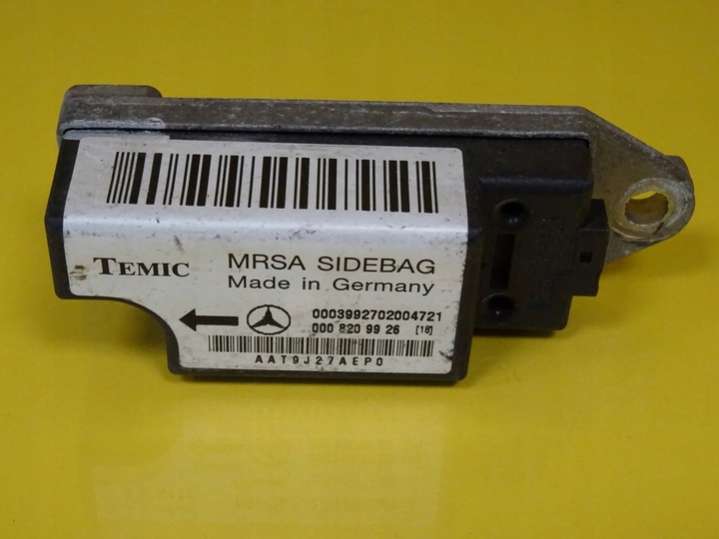 TEMIC
MRSA SIDEBAG
Made in Germany
0003992702004721
000 820 99 26 [16]
AAT9J27AEP0